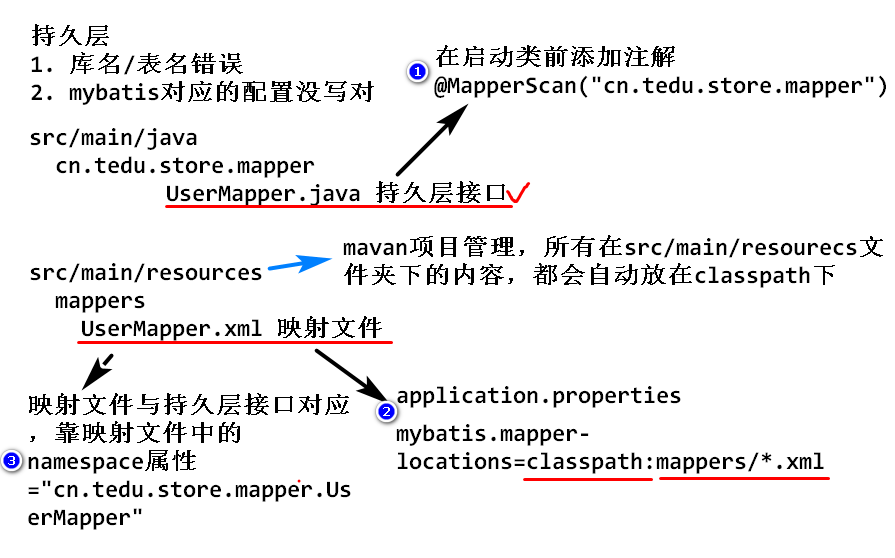 持久层
1. 库名/表名错误
2. mybatis对应的配置没写对
1
在启动类前添加注解
@MapperScan("cn.tedu.store.mapper")
src/main/java
cn.tedu.store.mapper
UserMapper.java 持久层接口
mavan项目管理，所有在src/main/resourecs文
件夹下的内容，都会自动放在classpath下
src/main/resources
mappers
UserMapper.xml 映射文件
映射文件与持久层接口对应
，靠映射文件中的
3
namespace属性
="cn.tedu.store.mapper.Us
erMapper"
application.properties
2
mybatis.mapper-
locations=classpath:mappers/*.xml